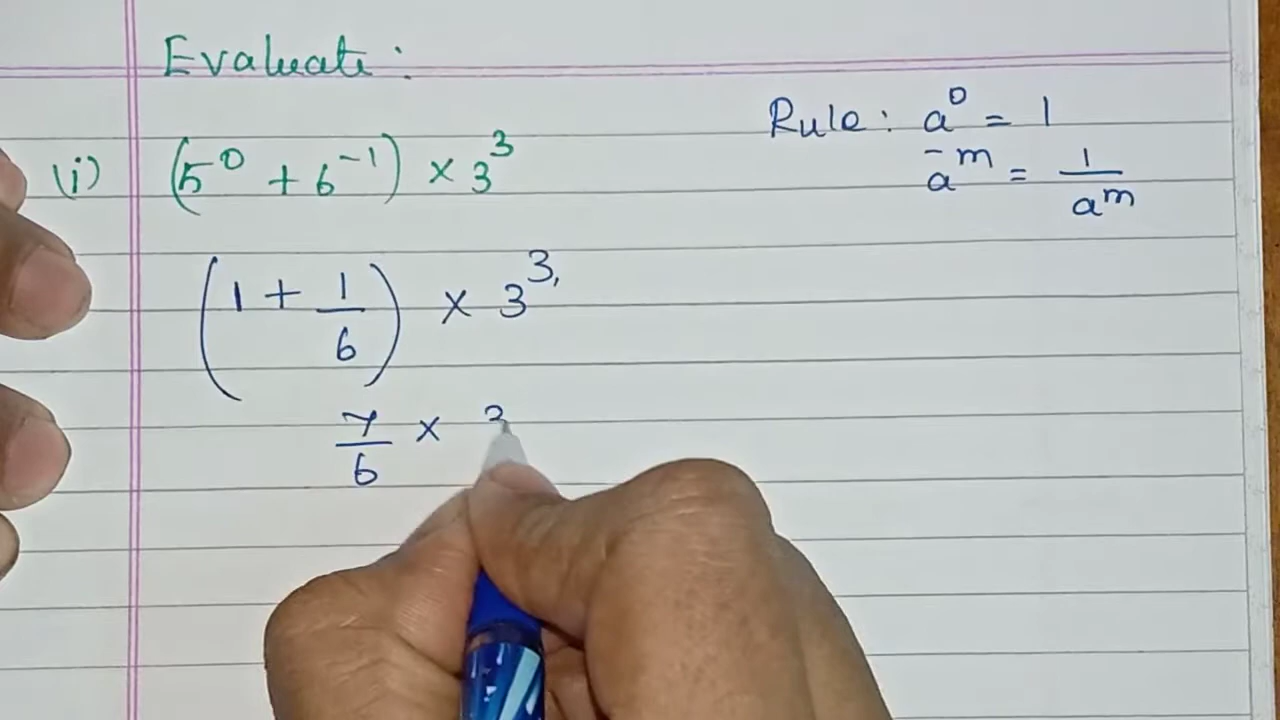 Evaluate :
Rule : a⁰ = 1
a⁻ᵐ = 1/aᵐ
(i) (5⁰ + 6⁻¹) × 3³
(1 + 1/6) × 3³,
7/6 × 3